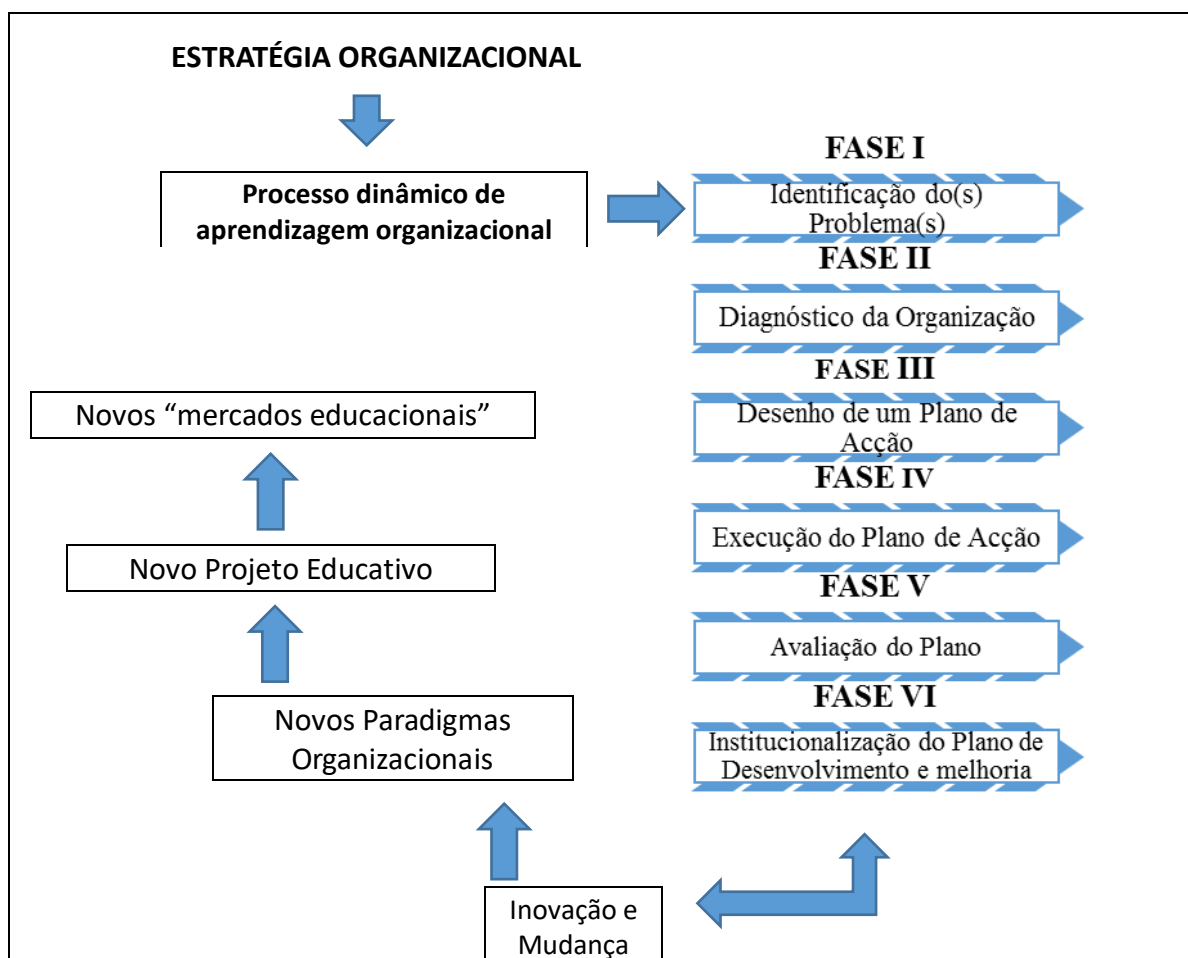 ESTRATÉGIA ORGANIZACIONAL
Processo dinâmico de
aprendizagem organizacional
FASE I
Identificação do(s)
Problema(s)
FASE II
Diagnóstico da Organização
FASE III
Desenho de um Plano de
Acção
FASE IV
Execução do Plano de Acção
FASE V
Avaliação do Plano
FASE VI
Institucionalização do Plano de
Desenvolvimento e melhoria
Inovação e
Mudança
Novos Paradigmas
Organizacionais
Novo Projeto Educativo
Novos “mercados educacionais”